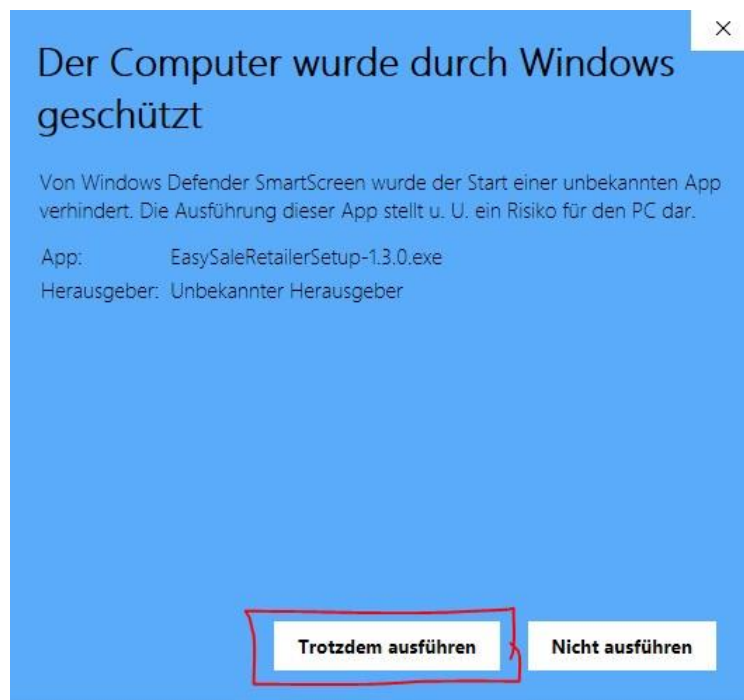 Der Computer wurde durch Windows
geschützt
Von Windows Defender SmartScreen wurde der Start einer unbekannten App
verhindert. Die Ausführung dieser App stellt u. U. ein Risiko für den PC dar.
App: EasySaleRetailerSetup-1.3.0.exe
Herausgeber: Unbekannter Herausgeber
Trotzdem ausführen Nicht ausführen